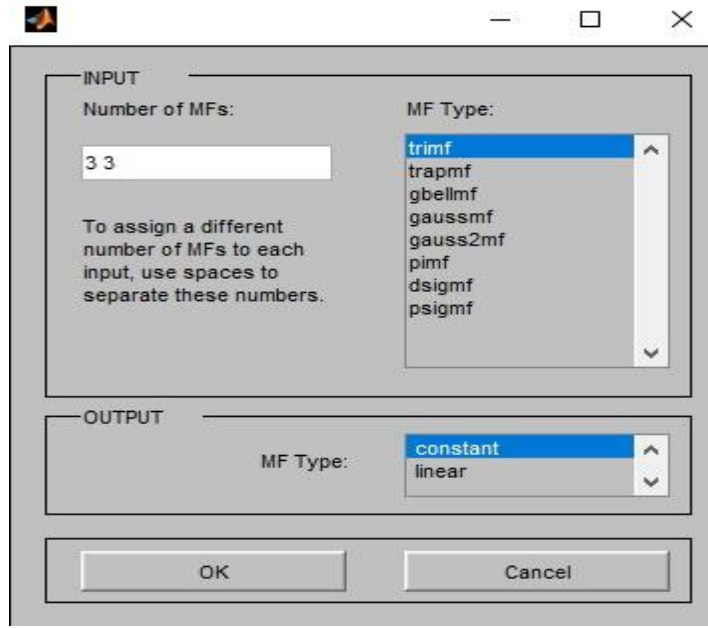 INPUT
Number of MFs:
3 3
To assign a different
number of MFs to each
input, use spaces to
separate these numbers.
MF Type:
trimf
trapmf
gbellmf
gaussmf
gauss2mf
pimf
dsigmf
psigmf
OUTPUT
MF Type:
constant
linear
OK
Cancel